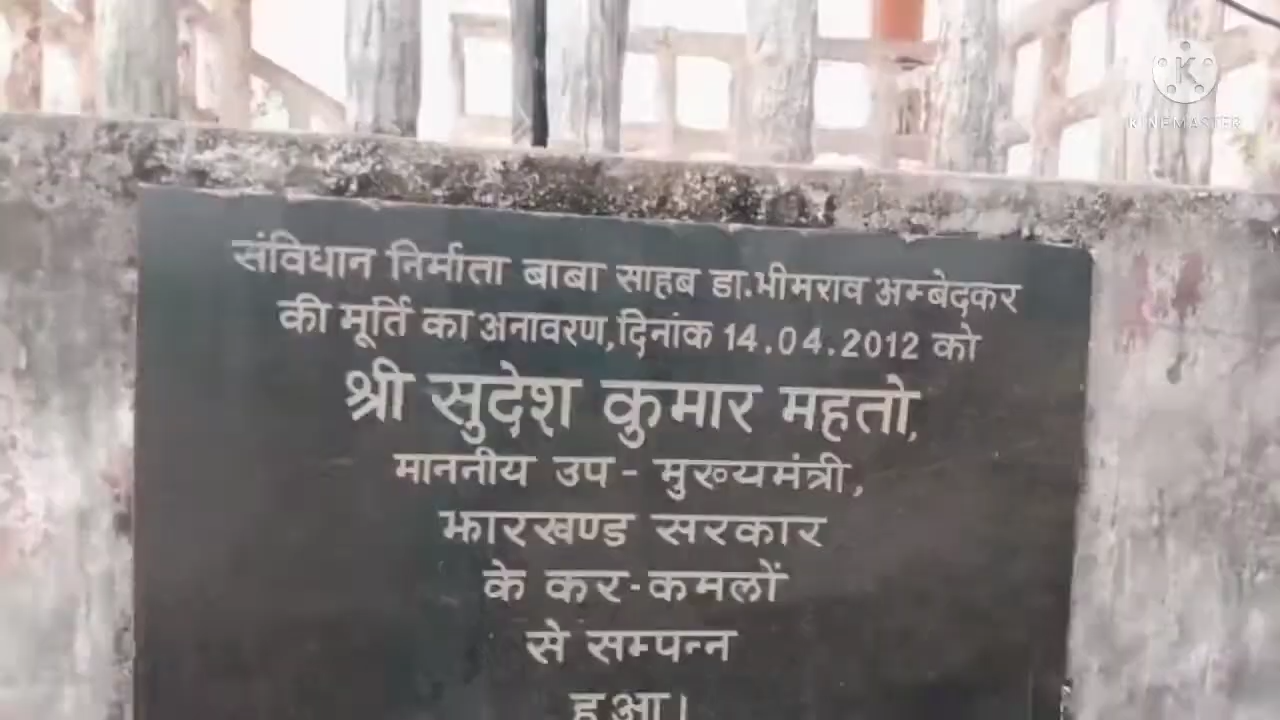 K
KINEMASTER
संविधान निर्माता बाबा साहब डा.भीमराव अम्बेदकर
की मूर्ति का अनावरण,दिनांक 14.04.2012 को
श्री सुदेश कुमार महतो,
माननीय उप - मुख्यमंत्री,
झारखण्ड सरकार
के कर-कमलों
से सम्पन्न
हुआ।